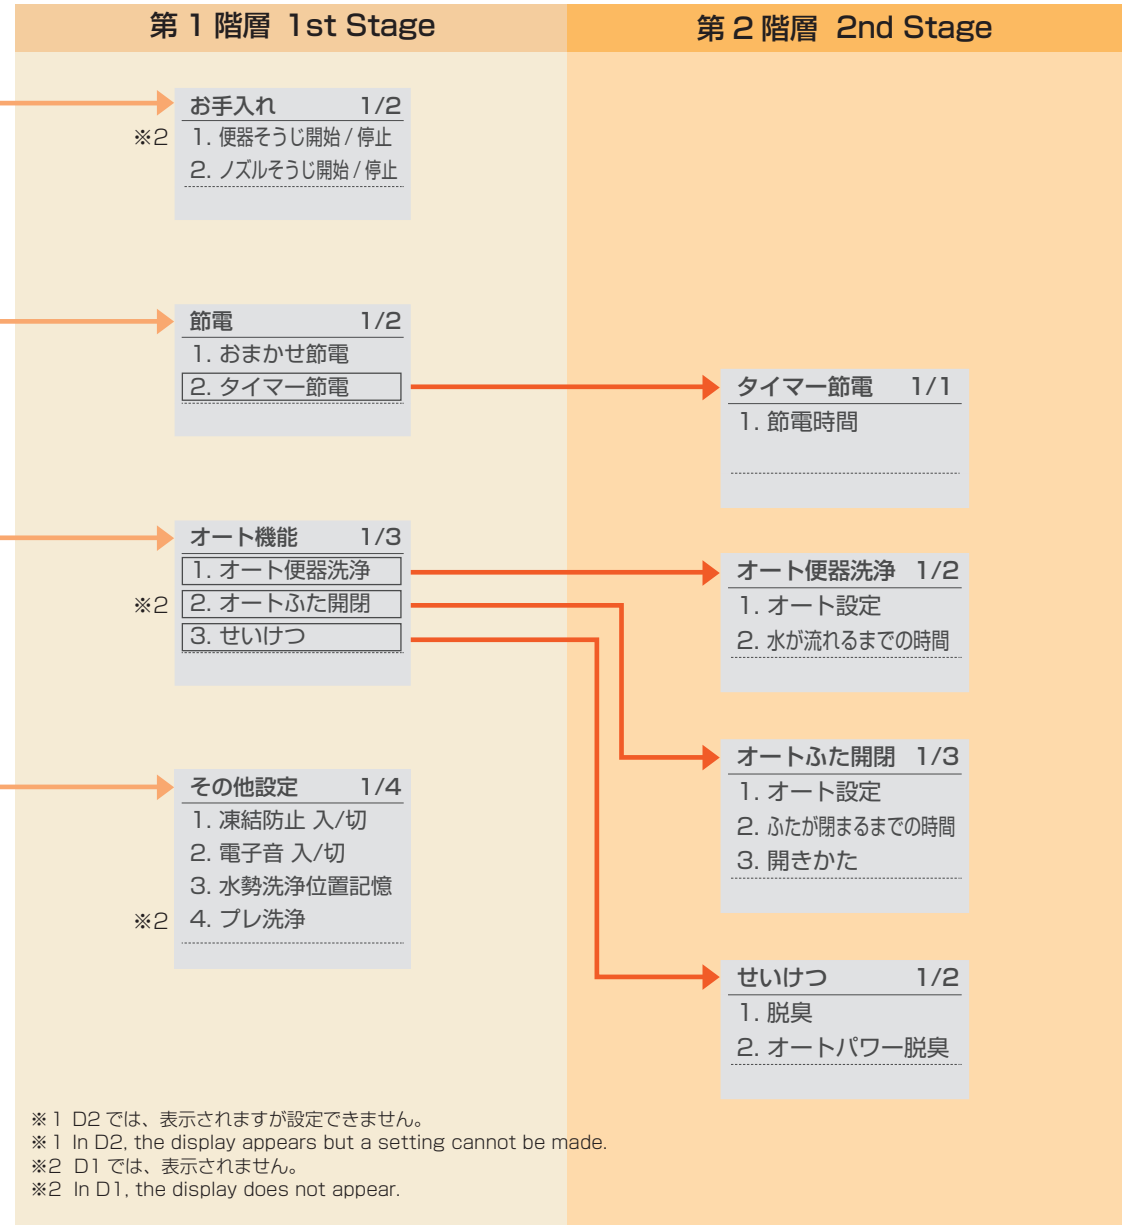 第1階層 1st Stage
お手入れ 1/2
※2 1. 便器そうじ開始 / 停止
2. ノズルそうじ開始 / 停止
節電 1/2
1. おまかせ節電
2. タイマー節電
オート機能 1/3
1. オート便器洗浄
※2 2. オートふた開閉
3. せいけつ
その他設定 1/4
1. 凍結防止 入/切
2. 電子音 入/切
3. 水勢洗浄位置記憶
※2 4. プレ洗浄
第2階層 2nd Stage
タイマー節電 1/1
1. 節電時間
オート便器洗浄 1/2
1. オート設定
2. 水が流れるまでの時間
オートふた開閉 1/3
1. オート設定
2. ふたが閉まるまでの時間
3. 開きかた
せいけつ 1/2
1. 脱臭
2. オートパワー脱臭
※1 D2 では、表示されますが設定できません。
※1 In D2, the display appears but a setting cannot be made.
※2 D1 では、表示されません。
※2 In D1, the display does not appear.